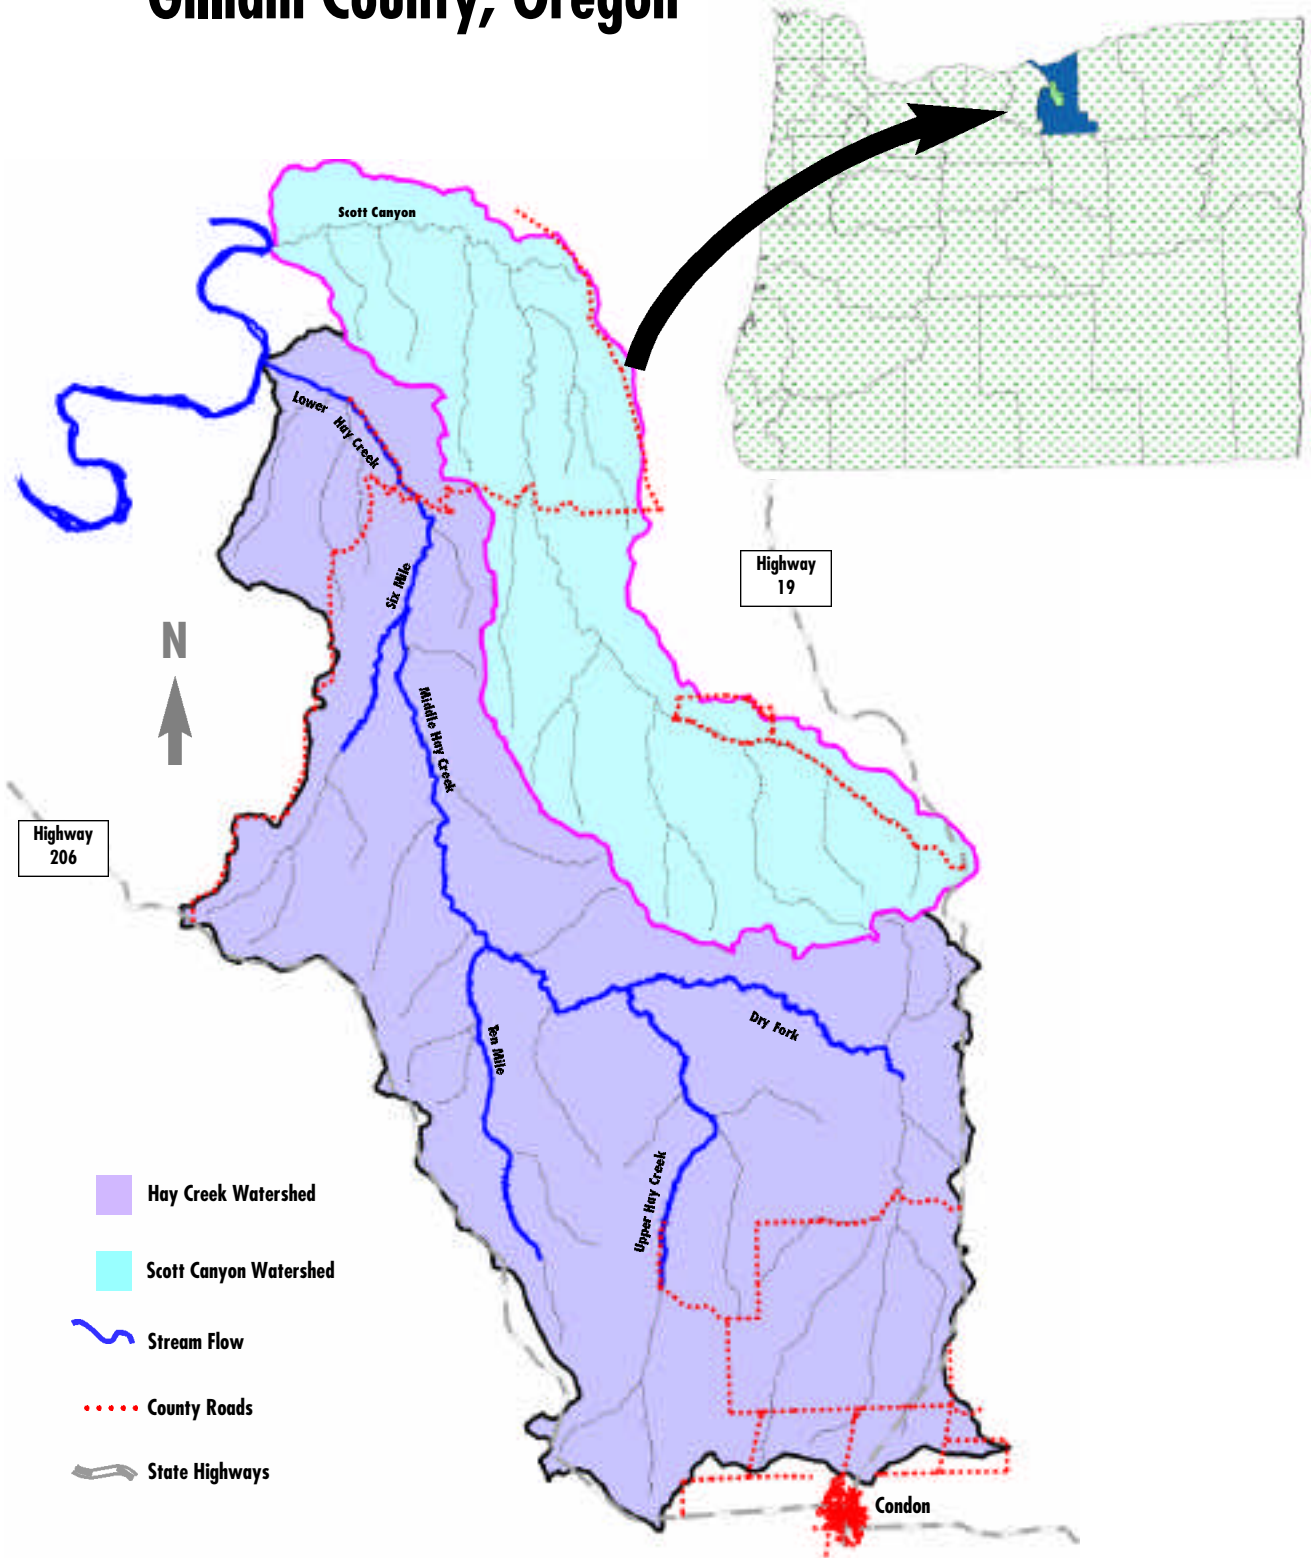 Gilliam County, Oregon
Scott Canyon
Lower Hay Creek
Highway
19
Six Mile
N
Middle Hay Creek
Highway
206
Dry Fork
Ten Mile
Upper Hay Creek
Hay Creek Watershed
Scott Canyon Watershed
Stream Flow
County Roads
State Highways
Condon